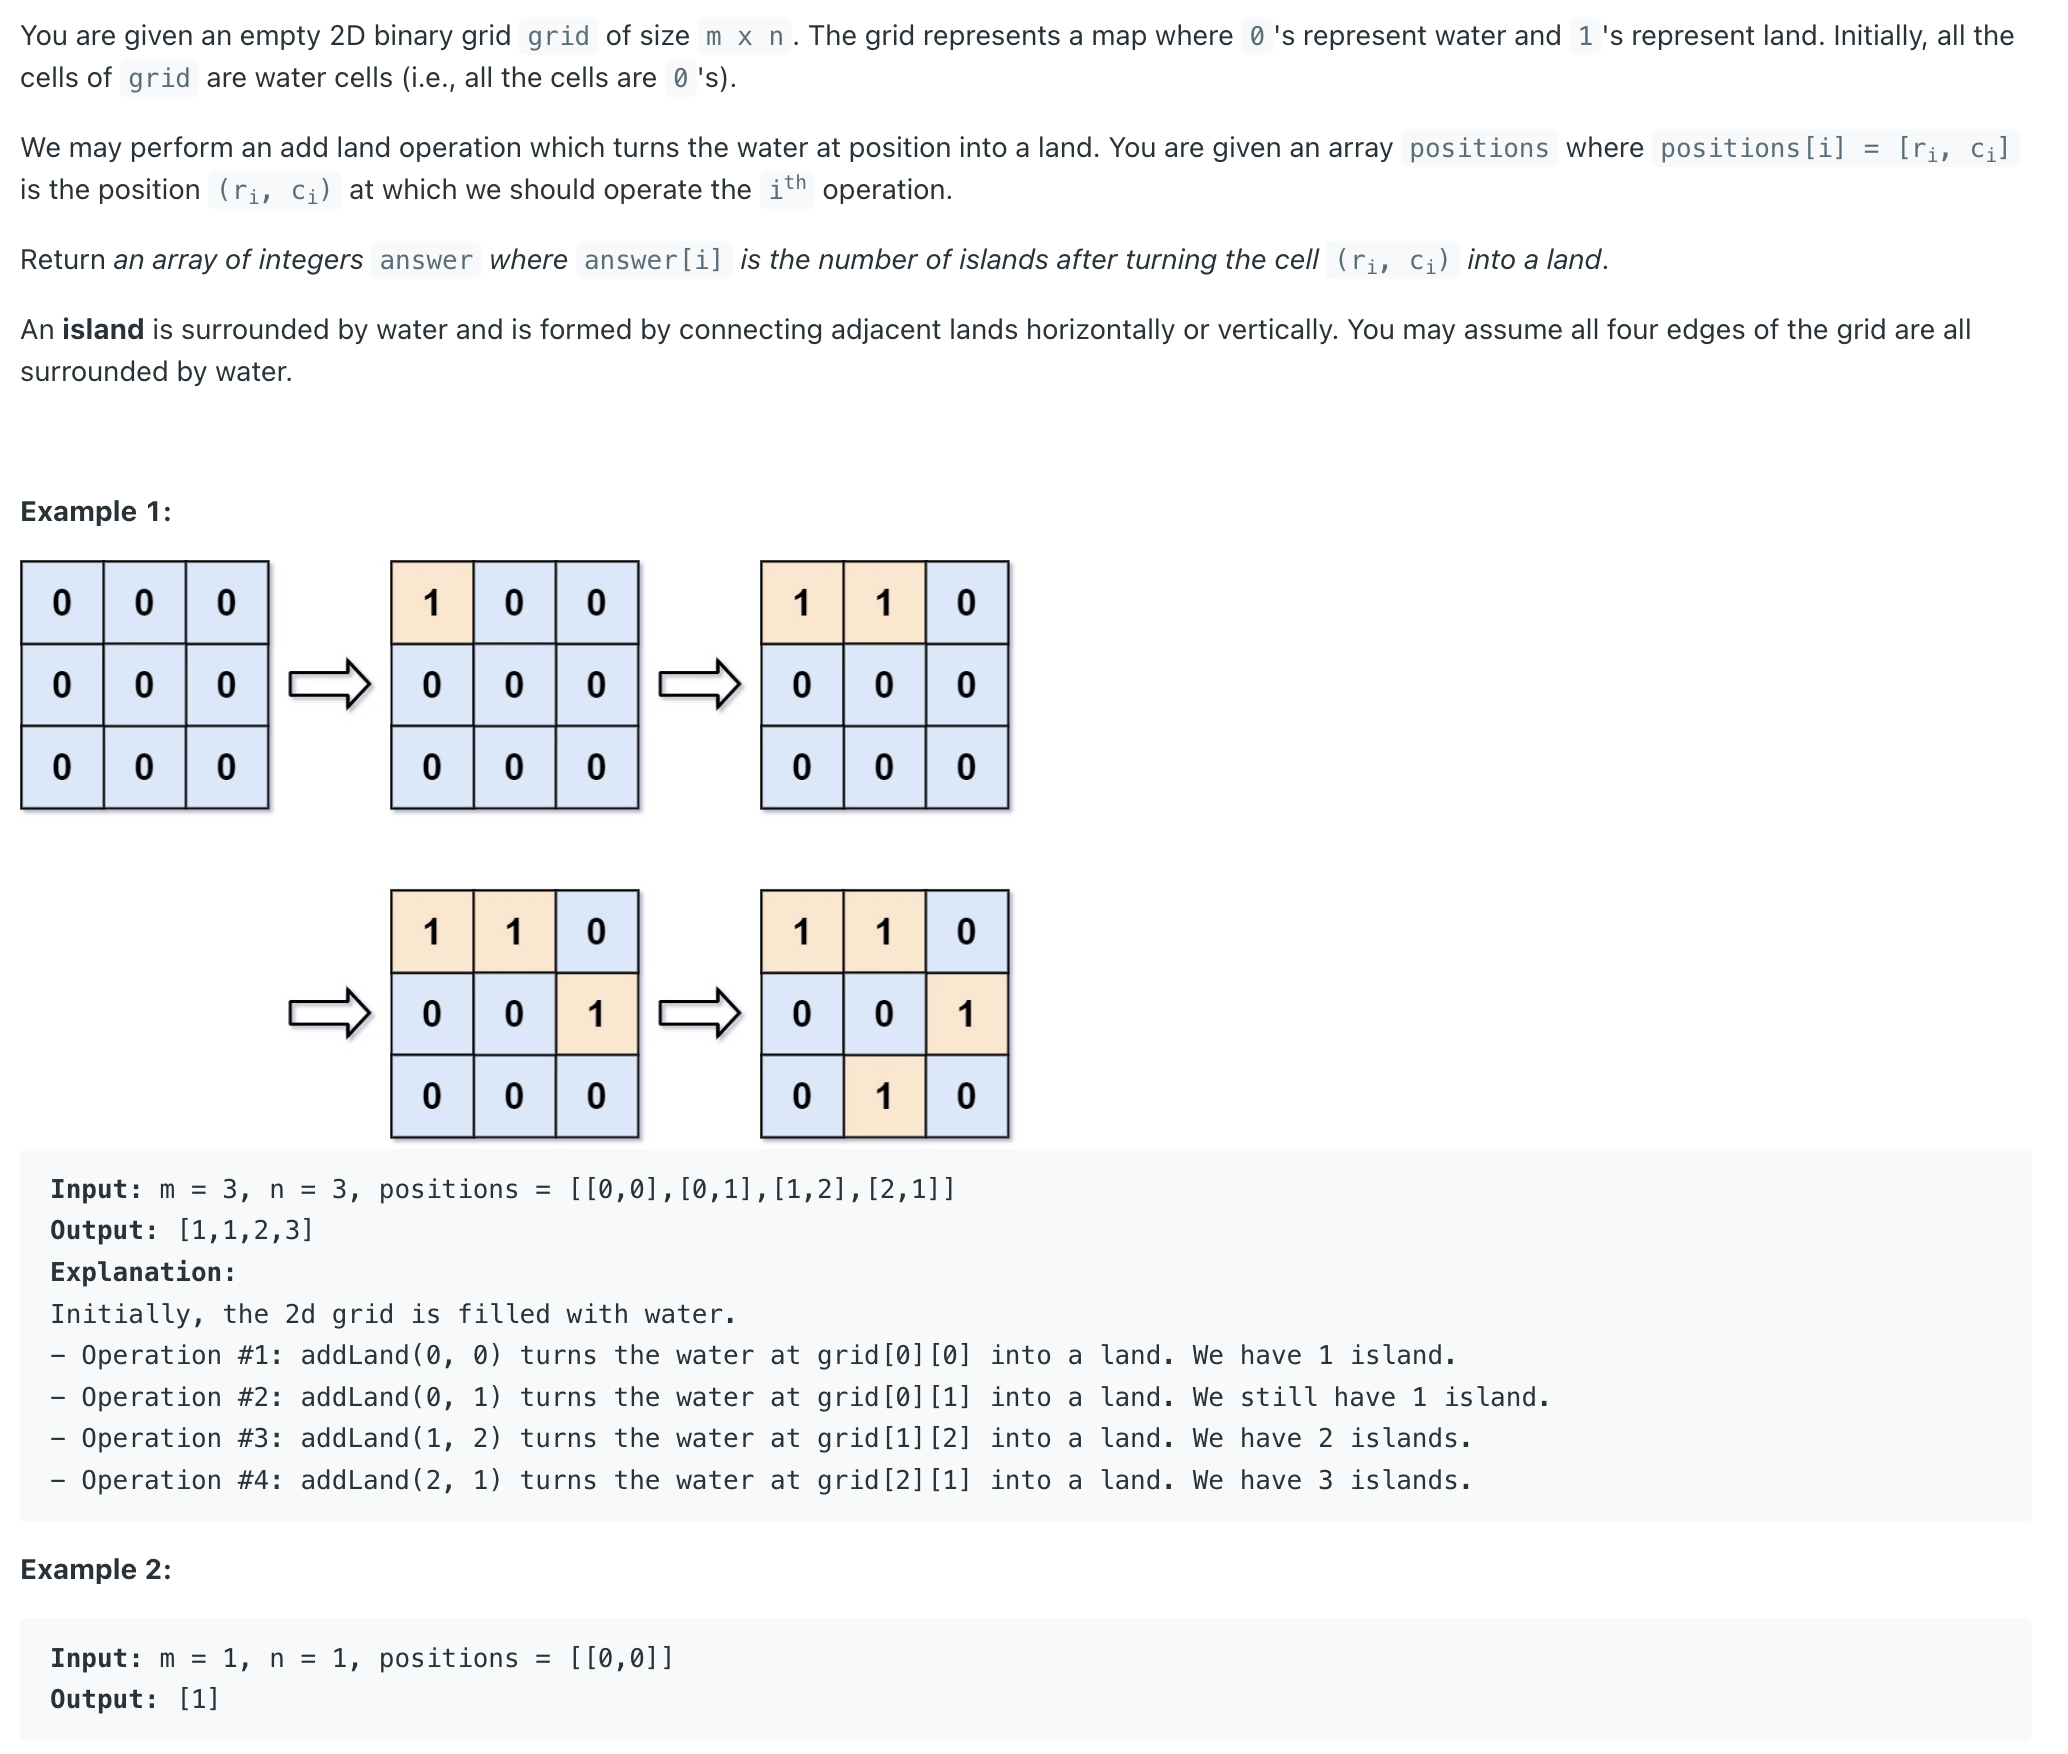 You are given an empty 2D binary grid grid of size m x n. The grid represents a map where 0's represent water and 1's represent land. Initially, all the
cells of grid are water cells (i.e., all the cells are 0's).
We may perform an add land operation which turns the water at position into a land. You are given an array positions where positions[i] = [ri, ci]
is the position (ri, ci) at which we should operate the ith operation.
Return an array of integers answer where answer[i] is the number of islands after turning the cell (ri, ci) into a land.
An island is surrounded by water and is formed by connecting adjacent lands horizontally or vertically. You may assume all four edges of the grid are all
surrounded by water.
Example 1:
0 0 0 1 0 0 1 1 0
0 0 0 0 0 0 0 0 0
0 0 0 0 0 0 0 0 0
1 1 0 1 1 0
0 0 1 0 0 1
0 0 0 0 1 0
Input: m = 3, n = 3, positions = [[0,0],[0,1],[1,2],[2,1]]
Output: [1,1,2,3]
Explanation:
Initially, the 2d grid is filled with water.
- Operation #1: addLand(0, 0) turns the water at grid[0][0] into a land. We have 1 island.
- Operation #2: addLand(0, 1) turns the water at grid[0][1] into a land. We still have 1 island.
- Operation #3: addLand(1, 2) turns the water at grid[1][2] into a land. We have 2 islands.
- Operation #4: addLand(2, 1) turns the water at grid[2][1] into a land. We have 3 islands.
Example 2:
Input: m = 1, n = 1, positions = [[0,0]]
Output: [1]